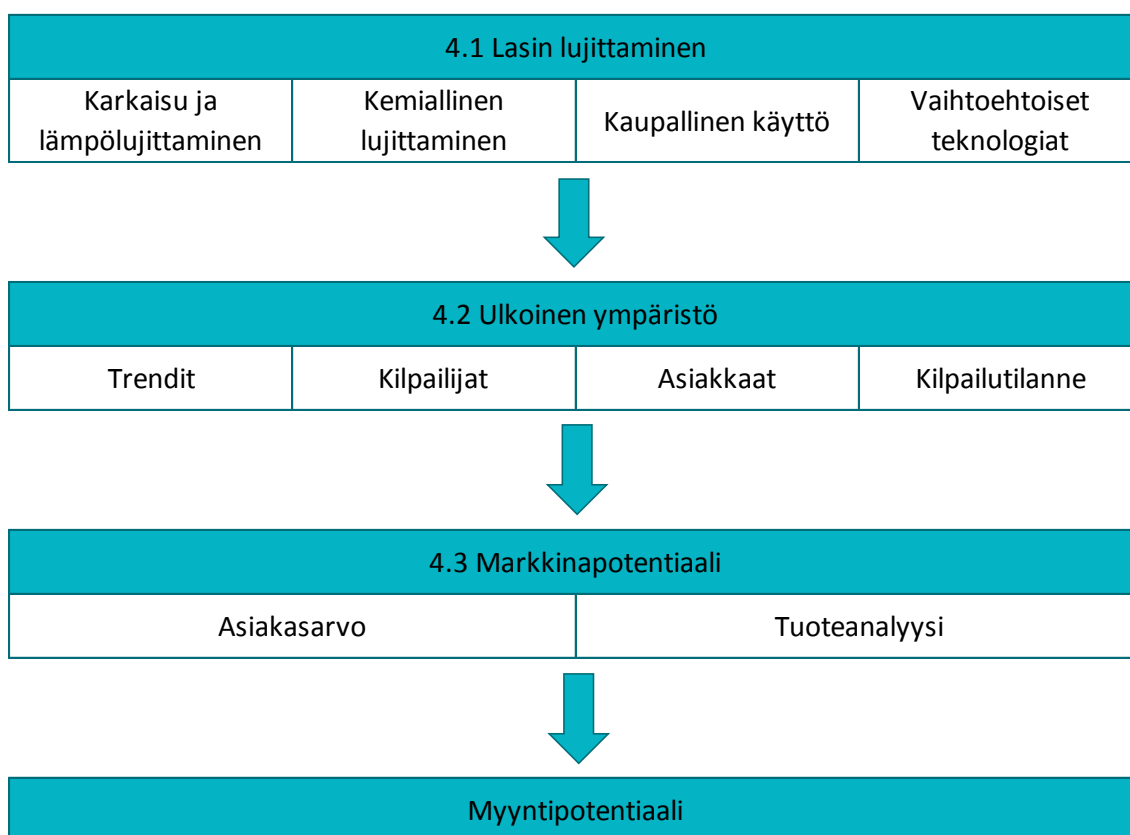 4.1 Lasin lujittaminen
Karkaisu ja
lämpölujittaminen
Kemiallinen
lujittaminen
Kaupallinen käyttö
Vaihtoehtoiset
teknologiat
4.2 Ulkoinen ympäristö
Trendit
Kilpailijat
Asiakkaat
Kilpailutilanne
4.3 Markkinapotentiaali
Asiakasarvo
Tuoteanalyysi
Myyntipotentiaali